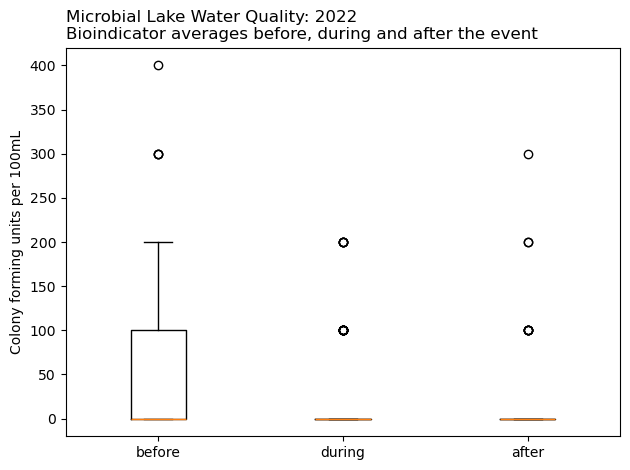 Microbial Lake Water Quality: 2022
Bioindicator averages before, during and after the event
Colony forming units per 100mL
400
350
300
250
200
150
100
50
0
before
during
after